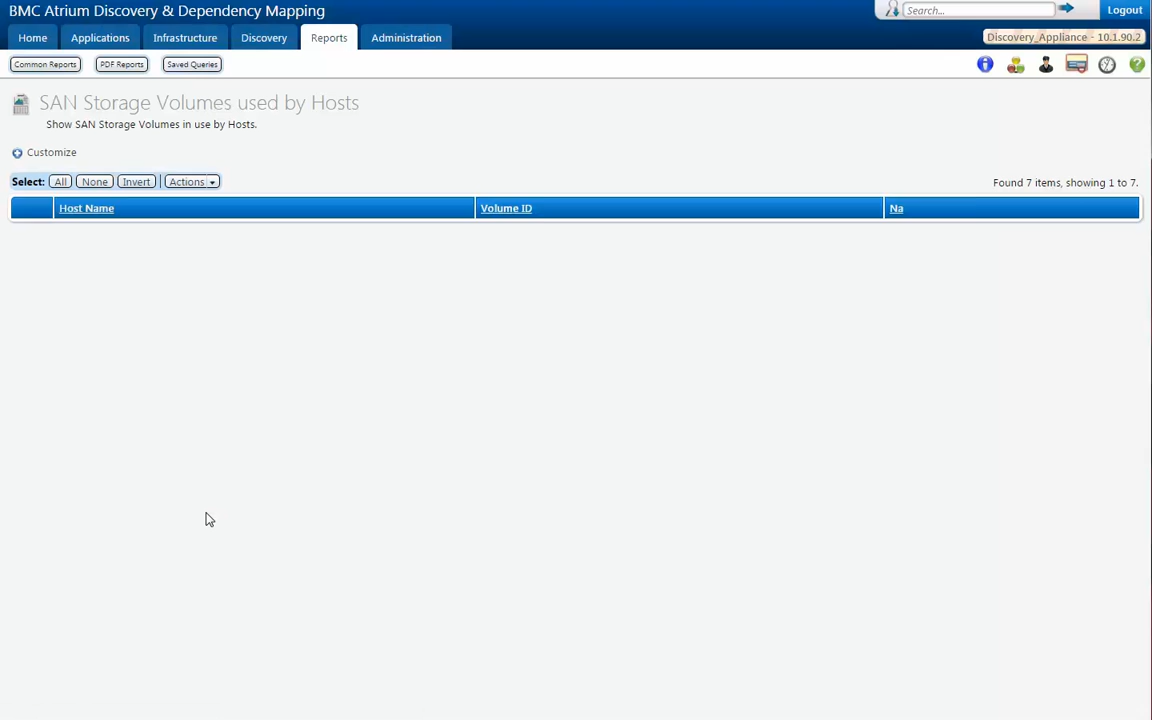 BMC Atrium Discovery & Dependency Mapping
Search...
Logout
Home
Applications
Infrastructure
Discovery
Reports
Administration
Discovery_Appliance - 10.1.90.2
Common Reports
PDF Reports
Saved Queries
SAN Storage Volumes used by Hosts
Show SAN Storage Volumes in use by Hosts.
Customize
Select: All None Invert | Actions
Found 7 items, showing 1 to 7.
Host Name
Volume ID
Na